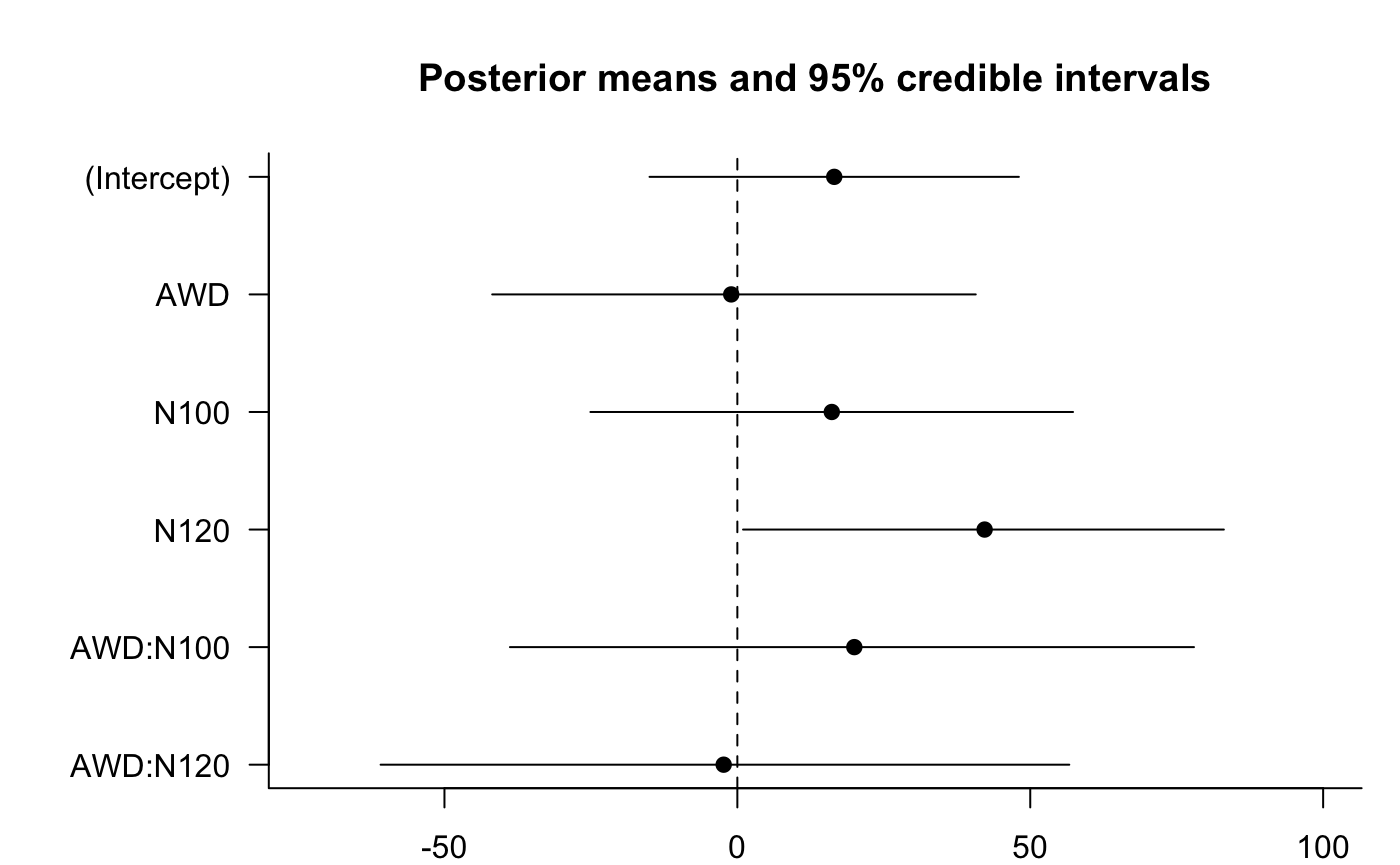 Posterior means and 95% credible intervals
(Intercept)
AWD
N100
N120
AWD:N100
AWD:N120
-50 0 50 100